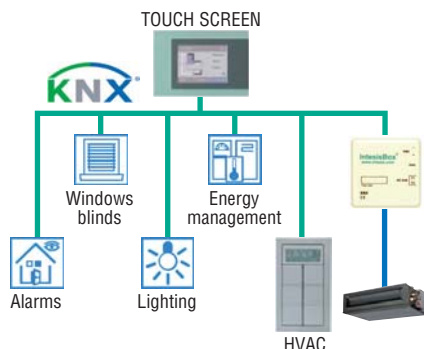 TOUCH SCREEN
KNX®
IntesisBox®
Windows
blinds
Energy
management
Alarms
Lighting
HVAC